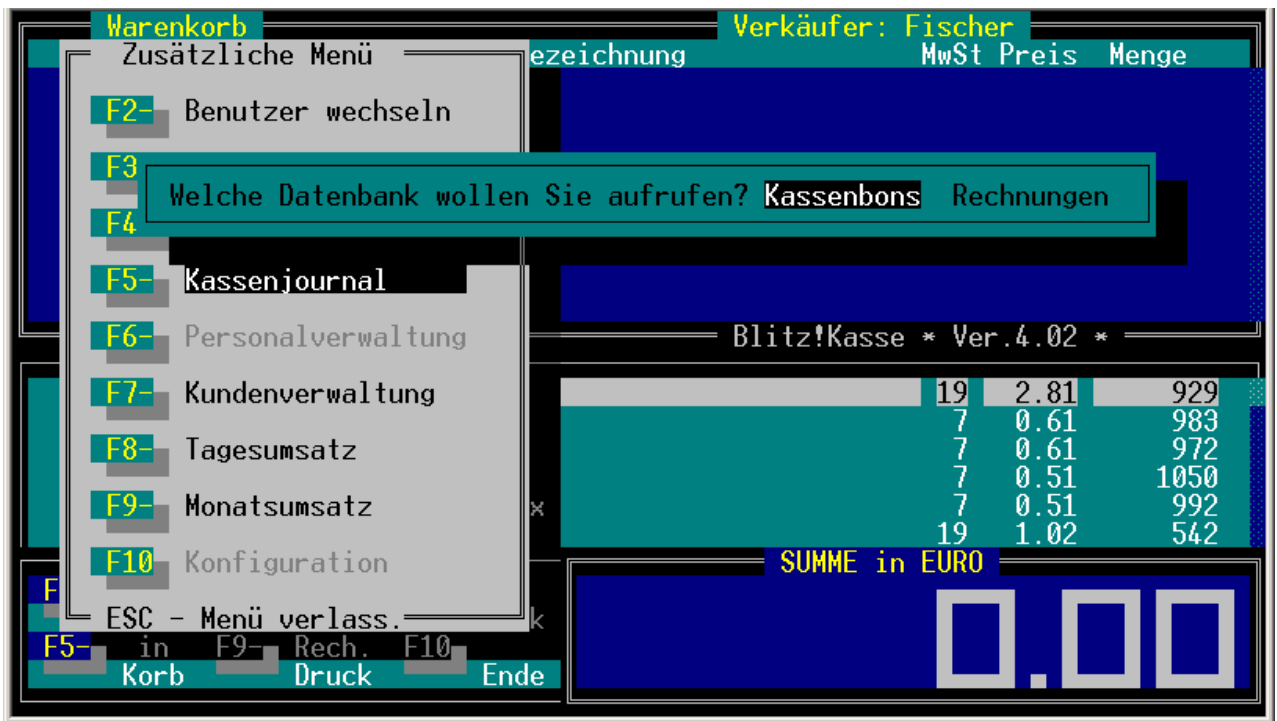 Warenkorb Verkäufer: Fischer
Zusätzliche Menü ezeichnung MwSt Preis Menge
F2- Benutzer wechseln
F3
Welche Datenbank wollen Sie aufrufen? Kassenbons Rechnungen
F4
F5- Kassenjournal
F6- Personalverwaltung Blitz!Kasse * Ver.4.02 *
F7- Kundenverwaltung 19 2.81 929
7 0.61 983
F8- Tagesumsatz 7 0.61 972
7 0.51 1050
F9- Monatsumsatz x 7 0.51 992
19 1.02 542
F10 Konfiguration SUMME in EURO
F
ESC - Menü verlass. k
F5- in F9- Rech. F10
Korb Druck Ende
0.00